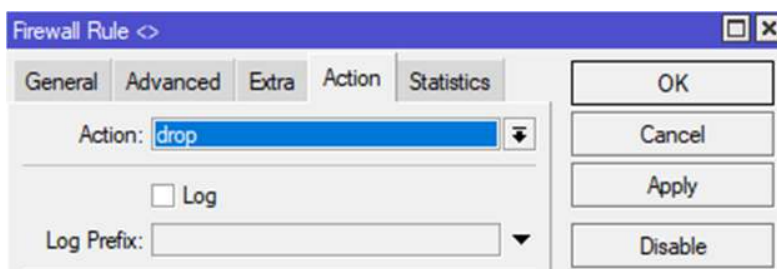 Firewall Rule <>
General Advanced Extra Action Statistics OK
Action: drop Cancel
Log Apply
Log Prefix: Disable